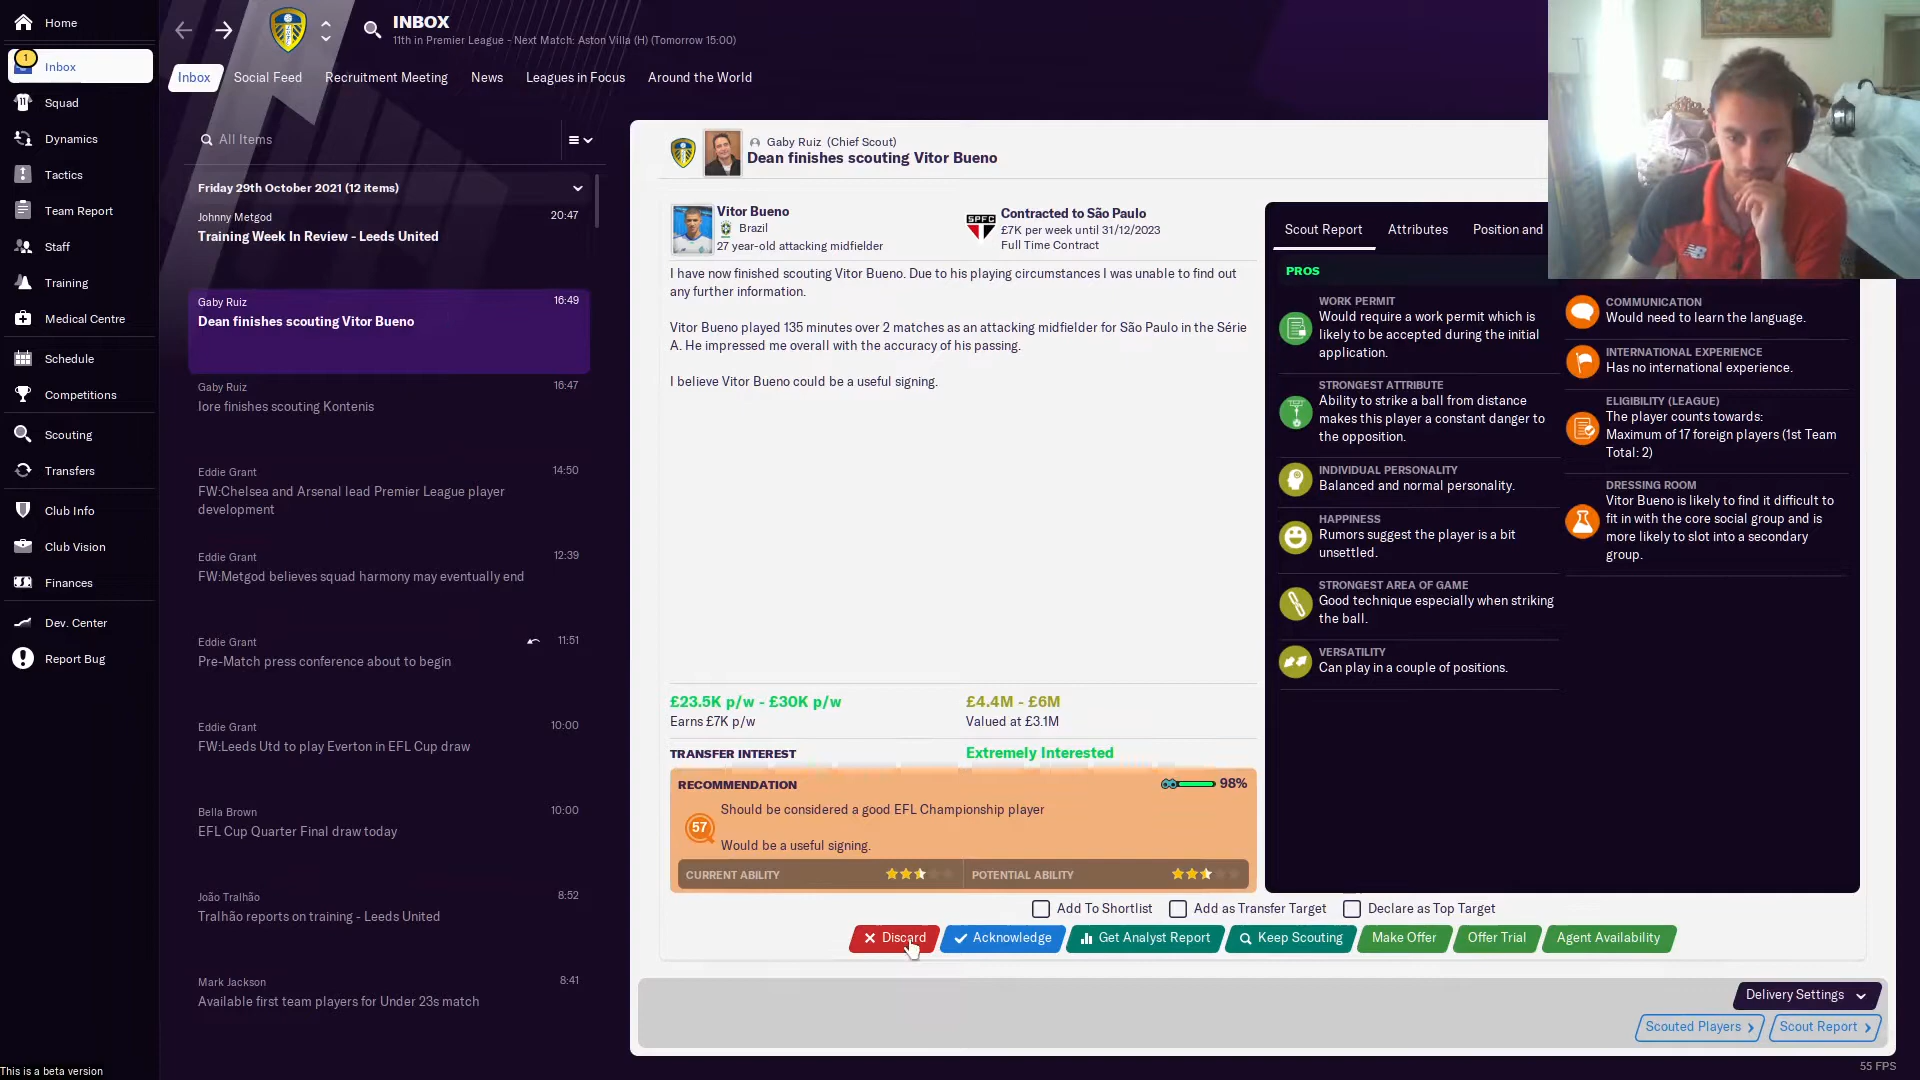 Home
1
Inbox
Squad
Dynamics
Tactics
Team Report
Staff
Training
Medical Centre
Schedule
Competitions
Scouting
Transfers
Club Info
Club Vision
Finances
Dev. Center
Report Bug
This is a beta version
INBOX
11th in Premier League - Next Match: Aston Villa (H) (Tomorrow 15:00)
Inbox
Social Feed
Recruitment Meeting
News
Leagues in Focus
Around the World
All Items
Friday 29th October 2021 (12 items)
Johnny Metgod
20:47
Training Week In Review - Leeds United
Gaby Ruiz
16:49
Dean finishes scouting Vitor Bueno
Gaby Ruiz
16:47
Iore finishes scouting Kontenis
Eddie Grant
14:50
FW:Chelsea and Arsenal lead Premier League player
development
Eddie Grant
12:39
FW:Metgod believes squad harmony may eventually end
Eddie Grant
11:51
Pre-Match press conference about to begin
Eddie Grant
10:00
FW:Leeds Utd to play Everton in EFL Cup draw
Bella Brown
10:00
EFL Cup Quarter Final draw today
João Tralhão
8:52
Tralhão reports on training - Leeds United
Mark Jackson
8:41
Available first team players for Under 23s match
Gaby Ruiz (Chief Scout)
Dean finishes scouting Vitor Bueno
Vitor Bueno
Brazil
27 year-old attacking midfielder
SPFC
Contracted to São Paulo
£7K per week until 31/12/2023
Full Time Contract
I have now finished scouting Vitor Bueno. Due to his playing circumstances I was unable to find out
any further information.
Vitor Bueno played 135 minutes over 2 matches as an attacking midfielder for São Paulo in the Série
A. He impressed me overall with the accuracy of his passing.
I believe Vitor Bueno could be a useful signing.
£23.5K p/w - £30K p/w
Earns £7K p/w
£4.4M - £6M
Valued at £3.1M
TRANSFER INTEREST
Extremely Interested
RECOMMENDATION
98%
57
Should be considered a good EFL Championship player
Would be a useful signing.
CURRENT ABILITY
POTENTIAL ABILITY
Scout Report
Attributes
Position and
PROS
WORK PERMIT
Would require a work permit which is
likely to be accepted during the initial
application.
STRONGEST ATTRIBUTE
Ability to strike a ball from distance
makes this player a constant danger to
the opposition.
INDIVIDUAL PERSONALITY
Balanced and normal personality.
HAPPINESS
Rumors suggest the player is a bit
unsettled.
STRONGEST AREA OF GAME
Good technique especially when striking
the ball.
VERSATILITY
Can play in a couple of positions.
COMMUNICATION
Would need to learn the language.
INTERNATIONAL EXPERIENCE
Has no international experience.
ELIGIBILITY (LEAGUE)
The player counts towards:
Maximum of 17 foreign players (1st Team
Total: 2)
DRESSING ROOM
Vitor Bueno is likely to find it difficult to
fit in with the core social group and is
more likely to slot into a secondary
group.
Add To Shortlist
Add as Transfer Target
Declare as Top Target
Discard
Acknowledge
Get Analyst Report
Keep Scouting
Make Offer
Offer Trial
Agent Availability
Delivery Settings
Scouted Players
Scout Report
55 FPS